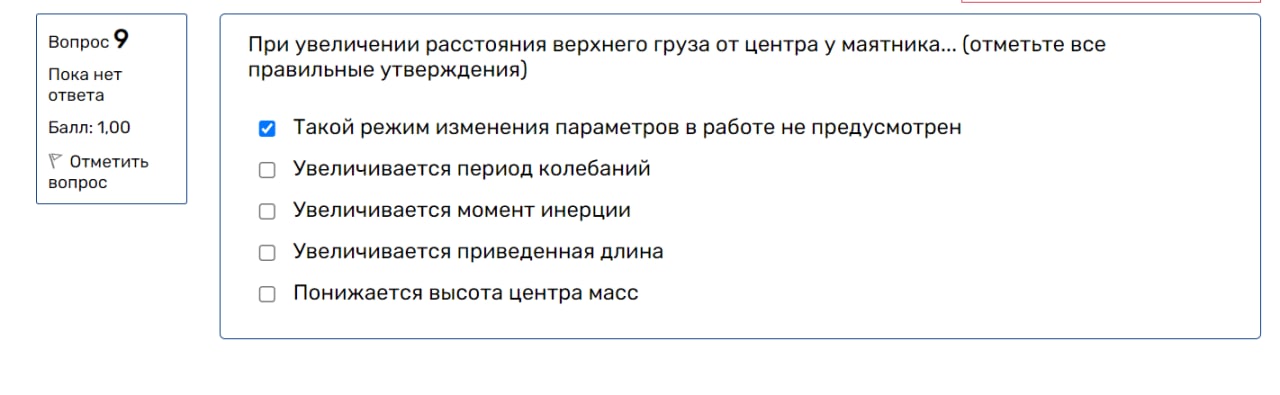 Вопрос 9
Пока нет
ответа
Балл: 1,00
Отметить
вопрос
При увеличении расстояния верхнего груза от центра у маятника... (отметьте все
правильные утверждения)
Такой режим изменения параметров в работе не предусмотрен
Увеличивается период колебаний
Увеличивается момент инерции
Увеличивается приведенная длина
Понижается высота центра масс